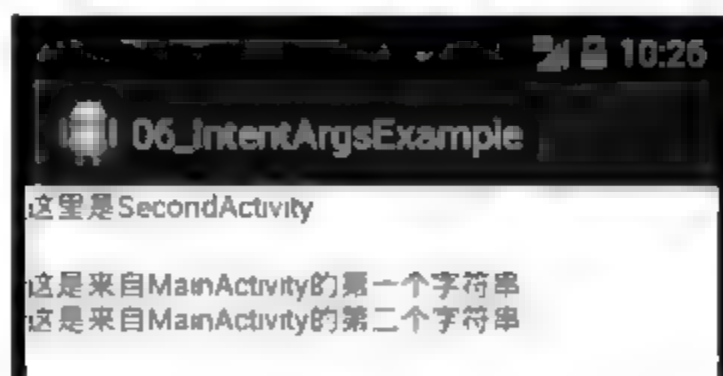 10:26
06_IntentArgsExample
这里是SecondActivity
这是来自MainActivity的第一个字符串
这是来自MainActivity的第二个字符串